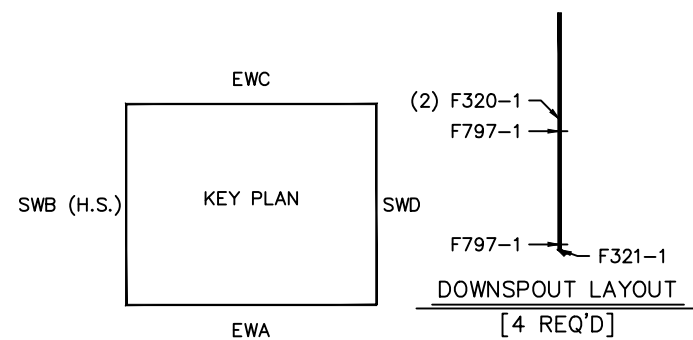 EWC
SWB (H.S.)
KEY PLAN
SWD
EWA
(2) F320-1
F797-1
F797-1
F321-1
DOWNSPOUT LAYOUT
[4 REQ'D]